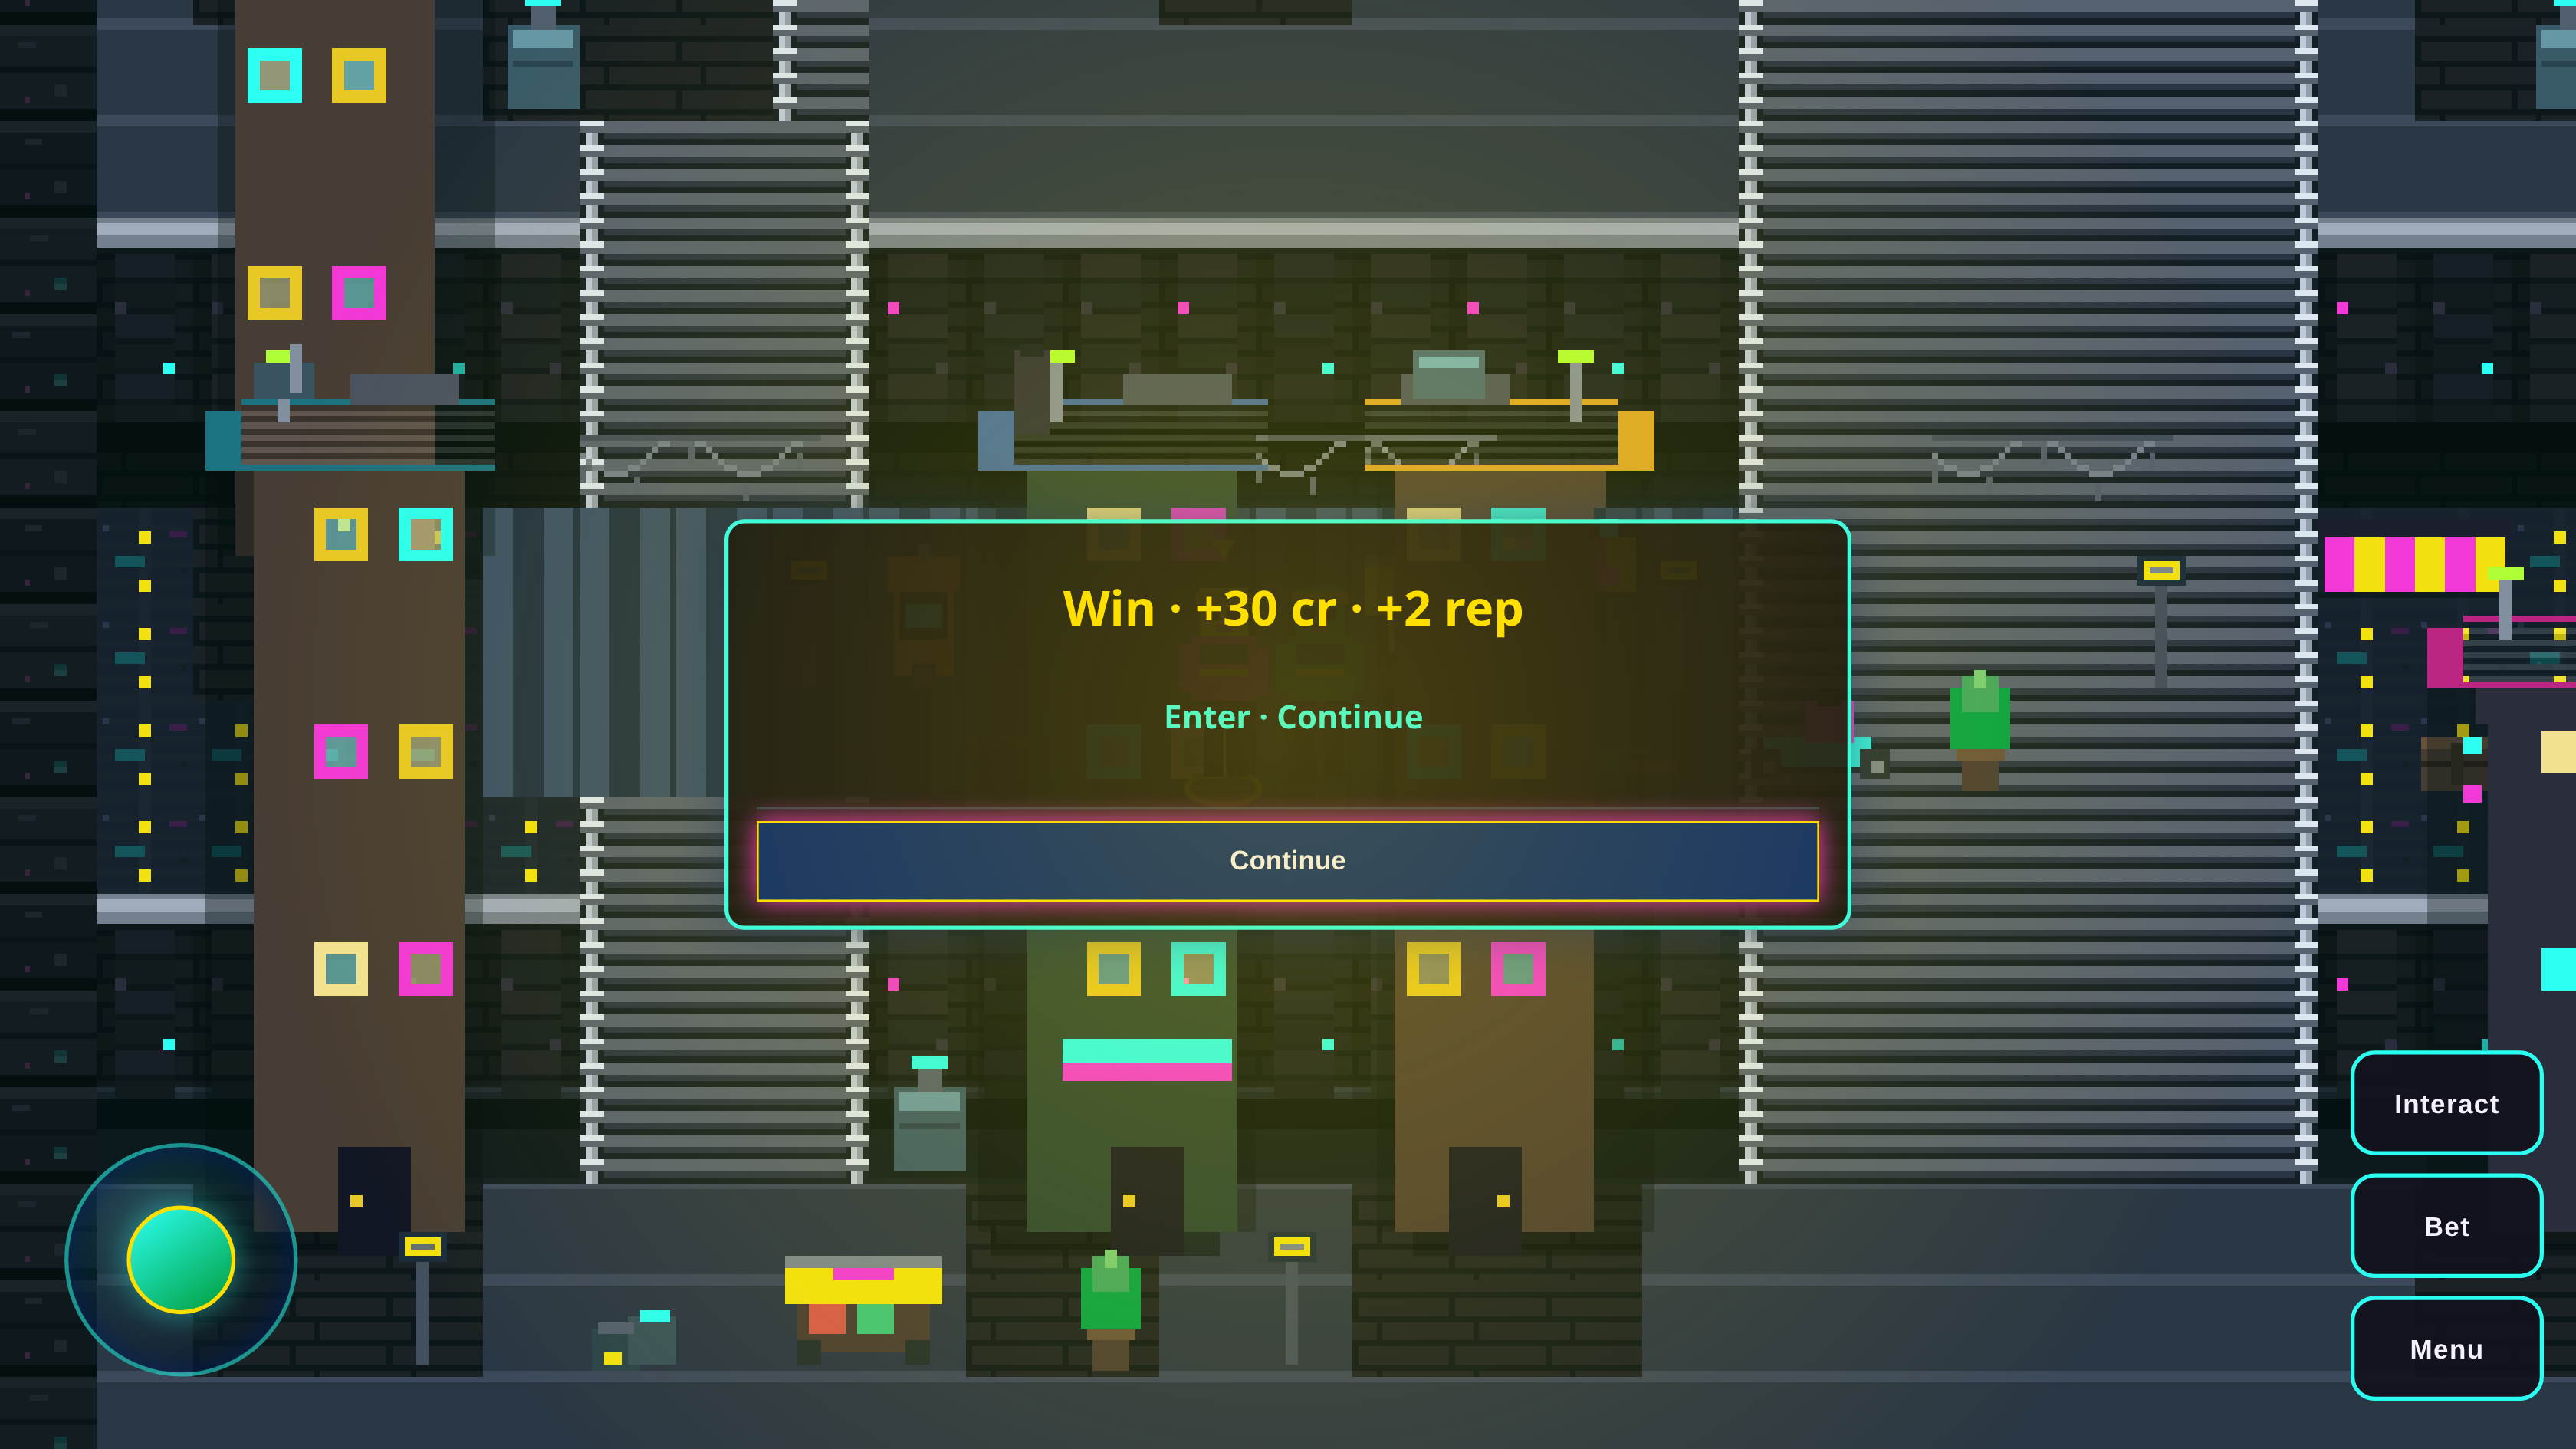 Win · +30 cr · +2 rep
Enter · Continue
Continue
Interact
Bet
Menu